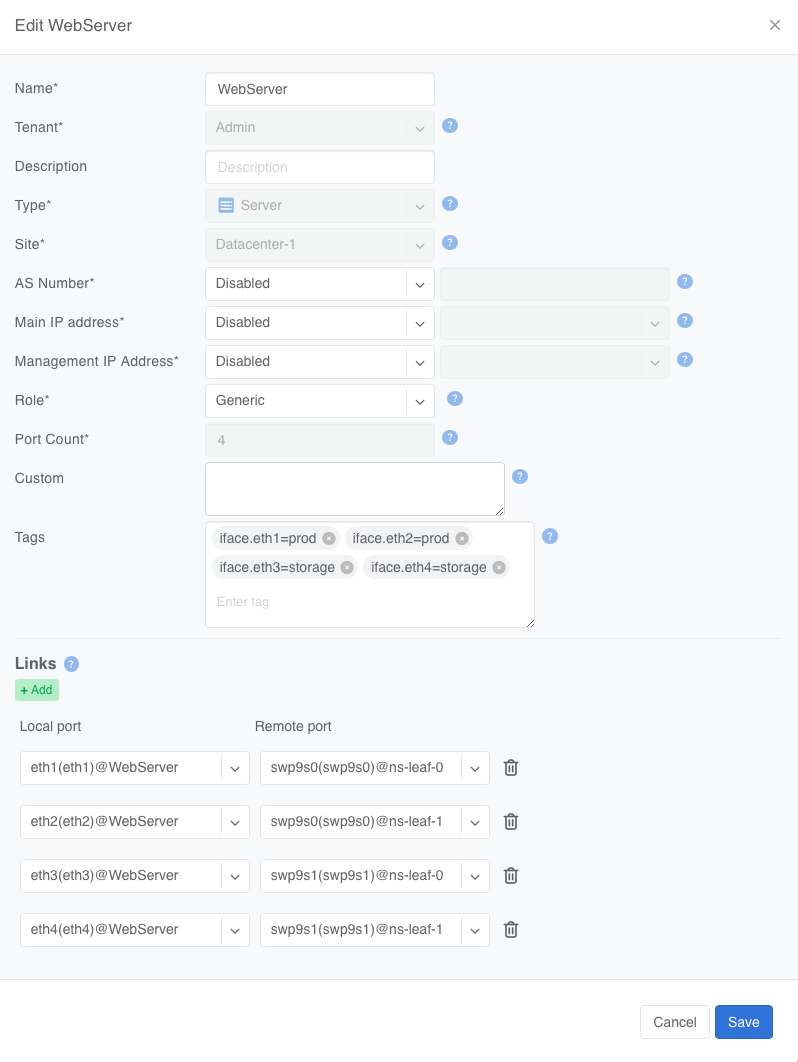 Edit WebServer ×
Name* WebServer
Tenant* Admin ?
Description Description
Type* Server ?
Site* Datacenter-1 ?
AS Number* Disabled ?
Main IP address* Disabled ?
Management IP Address* Disabled ?
Role* Generic ?
Port Count* 4 ?
Custom ?
Tags iface.eth1=prod iface.eth2=prod ?
iface.eth3=storage iface.eth4=storage
Enter tag
Links ?
+ Add
Local port Remote port
eth1(eth1)@WebServer swp9s0(swp9s0)@ns-leaf-0
eth2(eth2)@WebServer swp9s0(swp9s0)@ns-leaf-1
eth3(eth3)@WebServer swp9s1(swp9s1)@ns-leaf-0
eth4(eth4)@WebServer swp9s1(swp9s1)@ns-leaf-1
Cancel Save